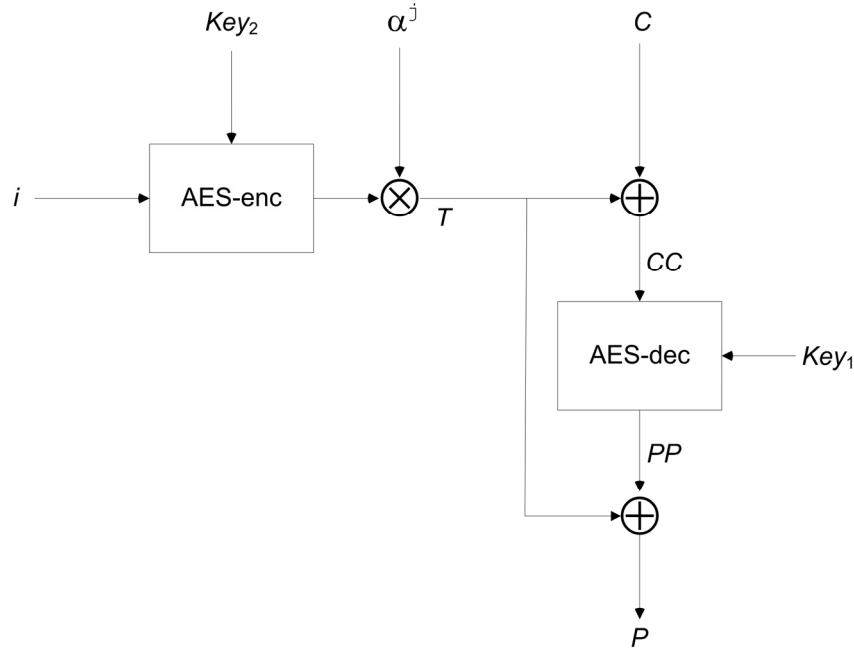 Key₂
αʲ
C
i
AES-enc
T
CC
AES-dec
Key₁
PP
P